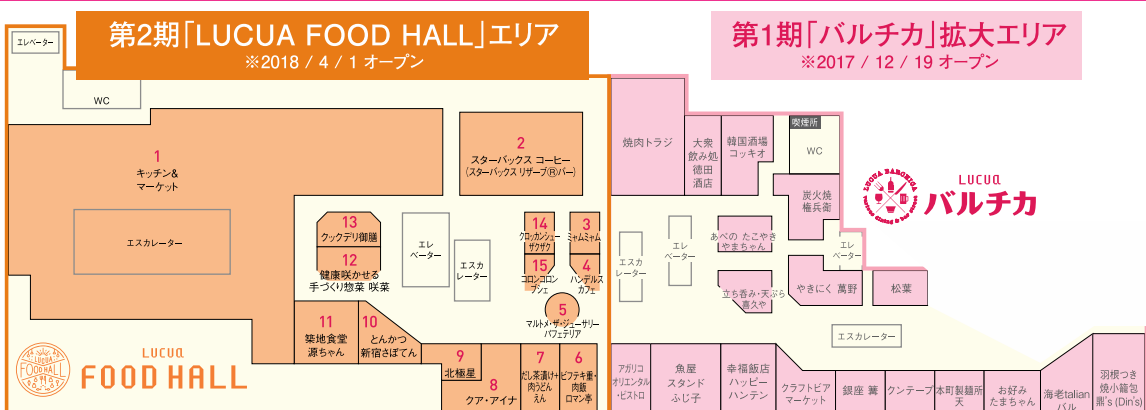 第2期「LUCUA FOOD HALL」エリア
※2018 / 4 / 1 オープン
第1期「バルチカ」拡大エリア
※2017 / 12 / 19 オープン
エレベーター
WC
1
キッチン&
マーケット
エスカレーター
2
スターバックス コーヒー
(スターバックス リザーブⓇバー)
13
クックデリ御膳
12
健康咲かせる
手づくり惣菜 咲菜
エレ
ベーター
エスカ
レーター
14
クロッカンシュー
ザクザク
3
ミャムミャム
15
コロンコロン
ブシェ
4
ハンデルス
カフェ
5
マルトメ・ザ・ジューサリー
パフェテリア
11
築地食堂
源ちゃん
10
とんかつ
新宿さぼてん
9
北極星
8
クア・アイナ
7
だし茶漬け+
肉うどん
えん
6
ビフテキ重・
肉飯
ロマン亭
LUCUA
FOOD HALL
LUCUA
FOOD HALL
焼肉トラジ
大衆
飲み処
徳田
酒店
韓国酒場
コッキオ
喫煙所
WC
炭火焼
権兵衛
LUCUA BARCHICA
LUCUA
バルチカ
エスカ
レーター
エレ
ベーター
あべの たこやき
やまちゃん
エレ
ベーター
立ち呑み・天ぷら
喜久や
やきにく 萬野
松葉
エスカレーター
アガリコ
オリエンタル
・ビストロ
魚屋
スタンド
ふじ子
幸福飯店
ハッピー
ハンテン
クラフトビア
マーケット
銀座 篝
クンテープ
本町製麺所
天
お好み
たまちゃん
海老talian
バル
羽根つき
焼小籠包
鼎's (Din's)